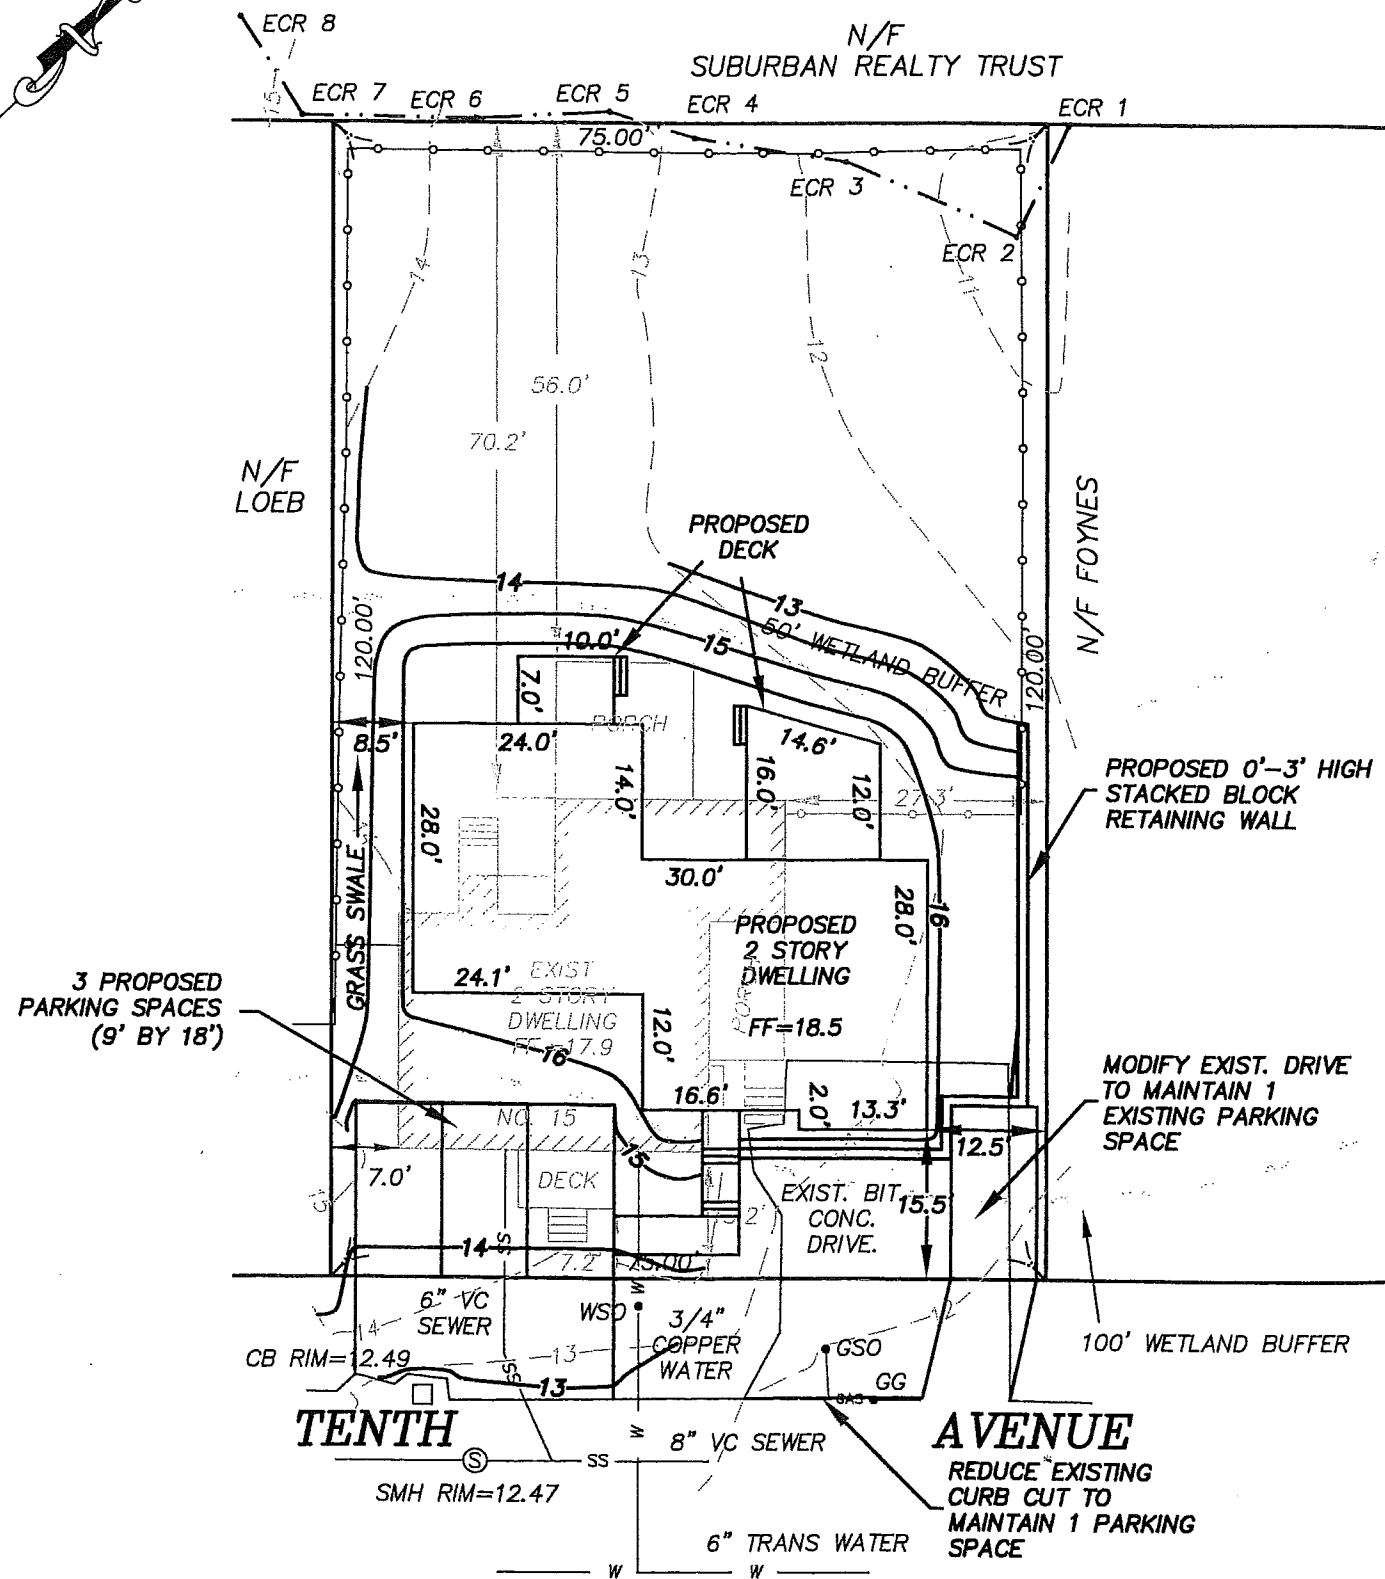 ECR 8
N/F
SUBURBAN REALTY TRUST
15
ECR 7
ECR 6
ECR 5
ECR 4
ECR 1
75.00'
ECR 3
ECR 2
14
13
11
12
56.0'
70.2'
N/F
LOEB
N/F FOYNES
PROPOSED
DECK
14
13
15
50' WETLAND BUFFER
120.00'
120.00'
10.0'
7.0'
PORCH
8.5'
24.0'
14.0'
14.6'
16.0'
12.0'
27.3'
PROPOSED 0'-3' HIGH
STACKED BLOCK
RETAINING WALL
28.0'
30.0'
28.0'
16
GRASS SWALE
PROPOSED
2 STORY
DWELLING
FF=18.5
PORCH
3 PROPOSED
PARKING SPACES
(9' BY 18')
24.1'
EXIST
2 STORY
DWELLING
FF=17.9
16
12.0'
MODIFY EXIST. DRIVE
TO MAINTAIN 1
EXISTING PARKING
SPACE
16.6'
2.0'
13.3'
NO. 15
12.5'
15
7.0'
DECK
EXIST. BIT.
CONC.
DRIVE.
15.5'
14
SS
7.2'
75.00'
6" VC
SEWER
WSO
W
3/4"
COPPER
WATER
12
14
13
SS
GSO
GG
GAS
100' WETLAND BUFFER
CB RIM=12.49
13
TENTH
AVENUE
W
8" VC SEWER
S
SS
SMH RIM=12.47
REDUCE EXISTING
CURB CUT TO
MAINTAIN 1 PARKING
SPACE
6" TRANS WATER
W
W